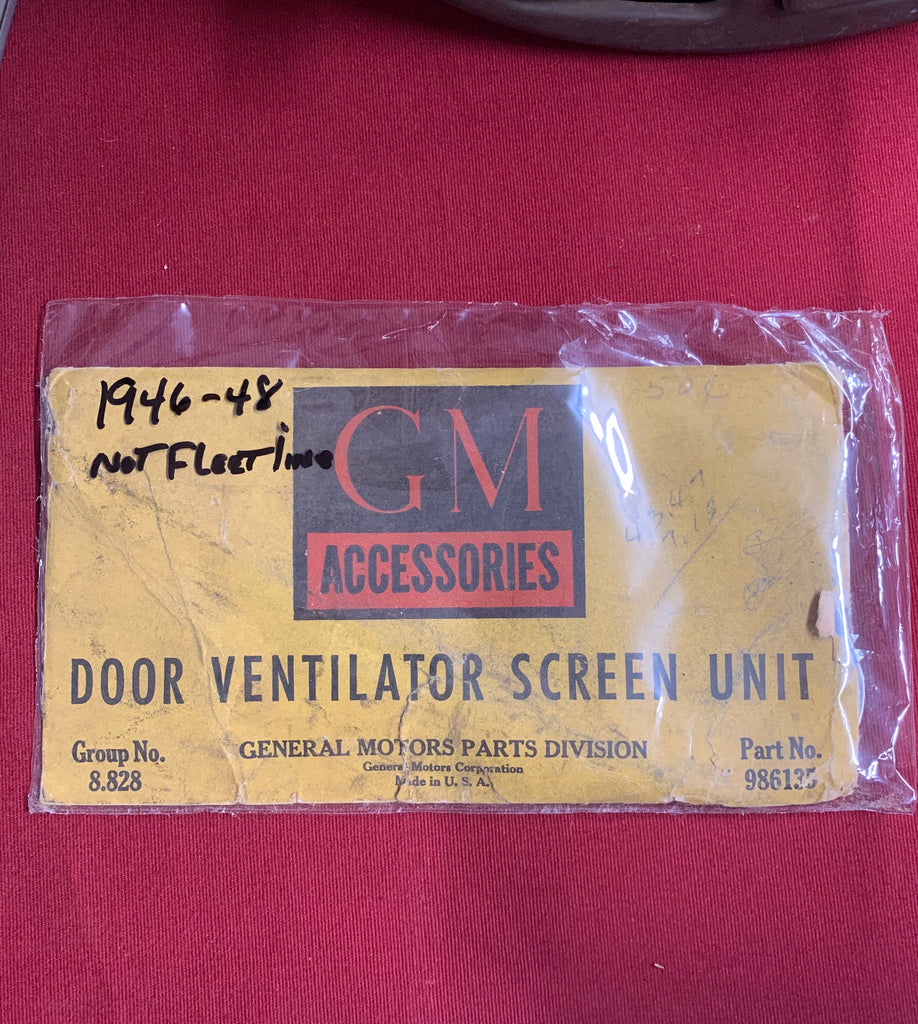 1946-48
NOT FLEETline
50¢
GM
ACCESSORIES
DOOR VENTILATOR SCREEN UNIT
Group No.
8.828
GENERAL MOTORS PARTS DIVISION
General Motors Corporation
Made in U. S. A.
Part No.
986135